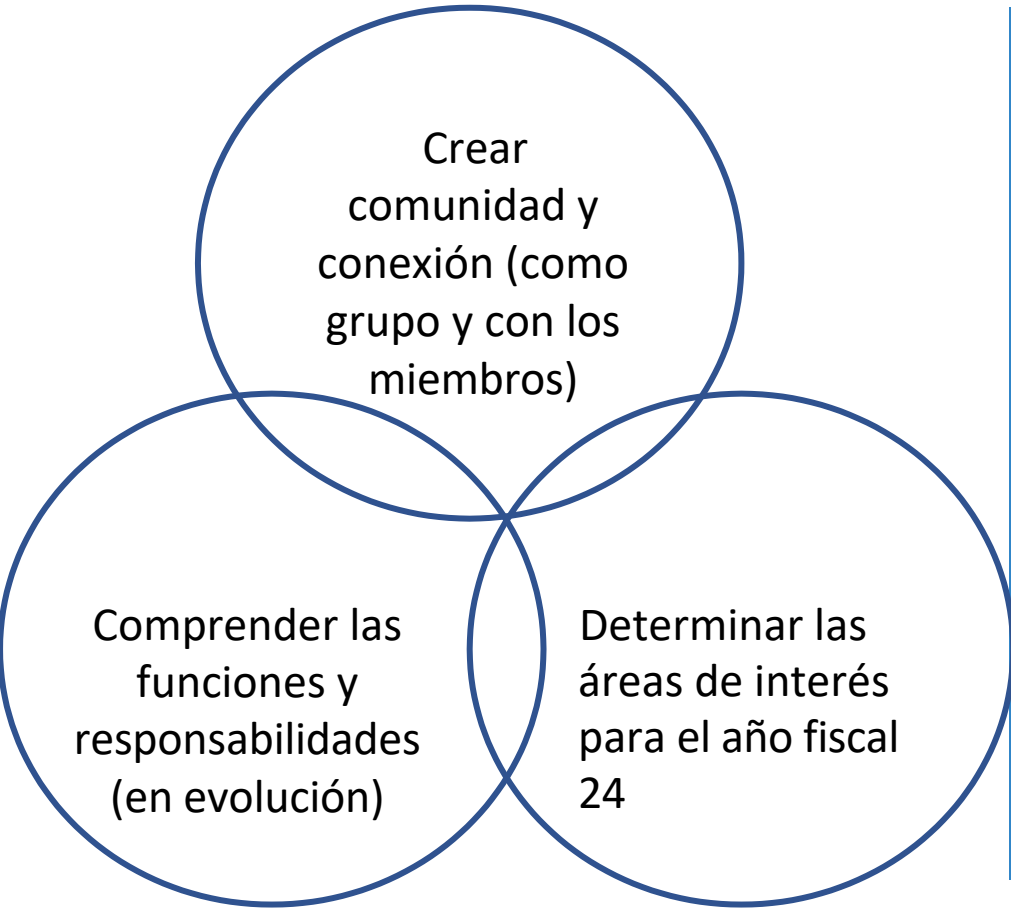 Crear
comunidad y
conexión (como
grupo y con los
miembros)
Comprender las
funciones y
responsabilidades
(en evolución)
Determinar las
áreas de interés
para el año fiscal
24